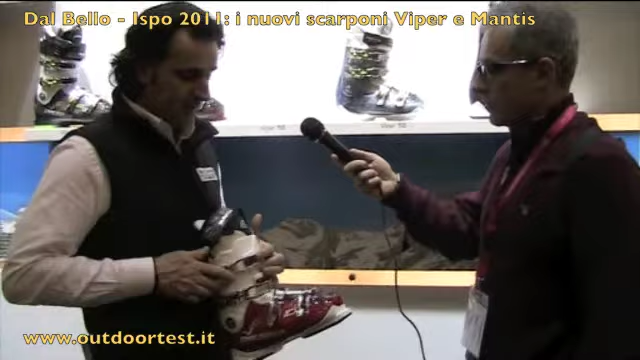 Dal Bello - Ispo 2011: i nuovi scarponi Viper e Mantis
www.outdoortest.it